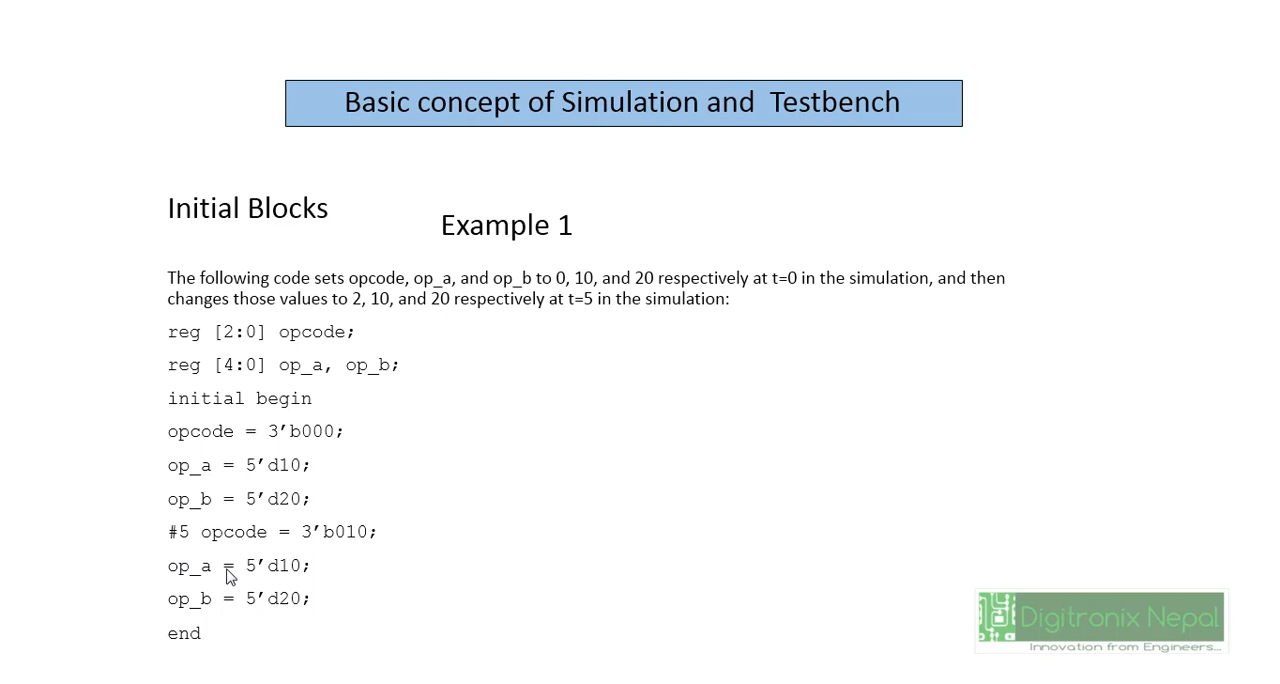 Basic concept of Simulation and Testbench
Initial Blocks
Example 1
The following code sets opcode, op_a, and op_b to 0, 10, and 20 respectively at t=0 in the simulation, and then
changes those values to 2, 10, and 20 respectively at t=5 in the simulation:
reg [2:0] opcode;
reg [4:0] op_a, op_b;
initial begin
opcode = 3’b000;
op_a = 5’d10;
op_b = 5’d20;
#5 opcode = 3’b010;
op_a = 5’d10;
op_b = 5’d20;
end
Digitronix Nepal
Innovation from Engineers...